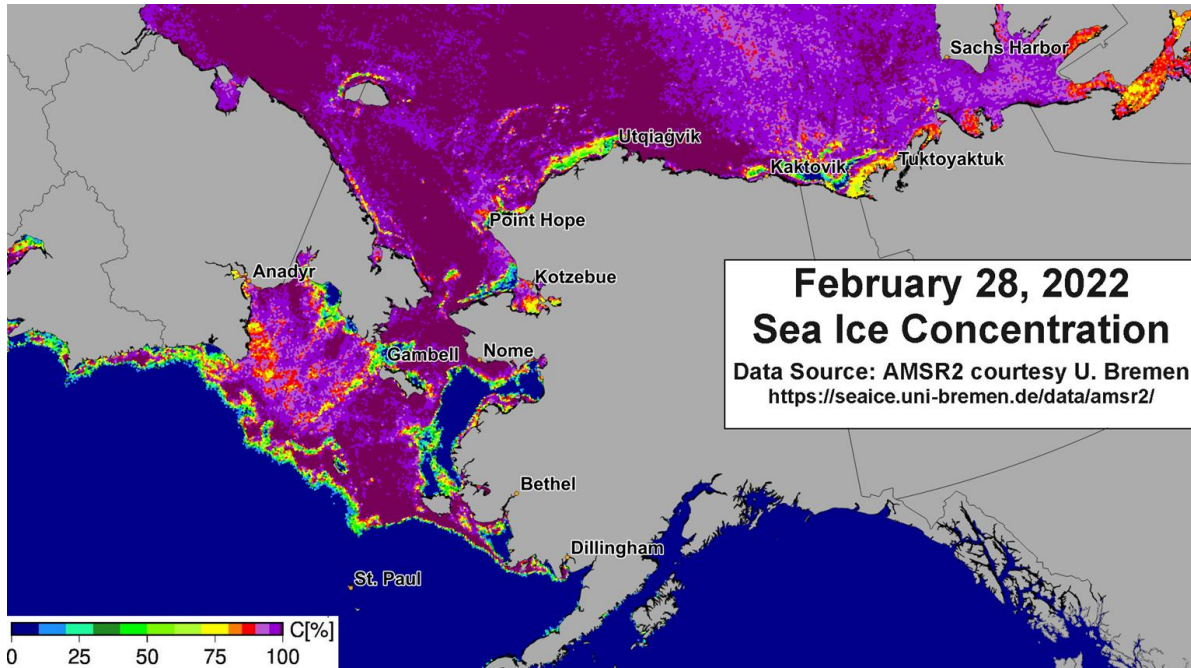 Sachs Harbor
Utqiaġvik
Kaktovik
Tuktoyaktuk
Point Hope
Anadyr
Kotzebue
February 28, 2022
Sea Ice Concentration
Data Source: AMSR2 courtesy U. Bremen
https://seaice.uni-bremen.de/data/amsr2/
Gambell
Nome
Bethel
Dillingham
St. Paul
C[%]
0 25 50 75 100